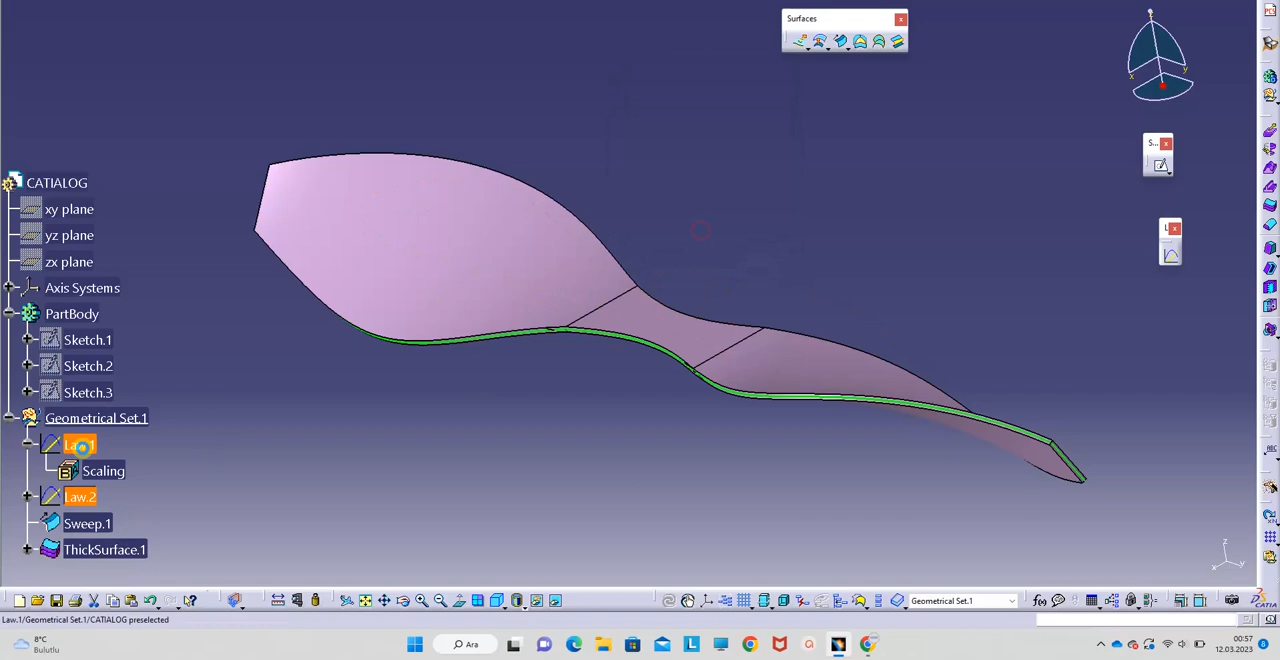 Surfaces
S...
L
CATIALOG
xy plane
yz plane
zx plane
Axis Systems
PartBody
Sketch.1
Sketch.2
Sketch.3
Geometrical Set.1
Law.1
Scaling
Law.2
Sweep.1
ThickSurface.1
z
x
y
Geometrical Set.1
f(x)
CATIA
Law.1/Geometrical Set.1/CATIALOG preselected
8°C
Bulutlu
Ara
00:57
12.03.2023